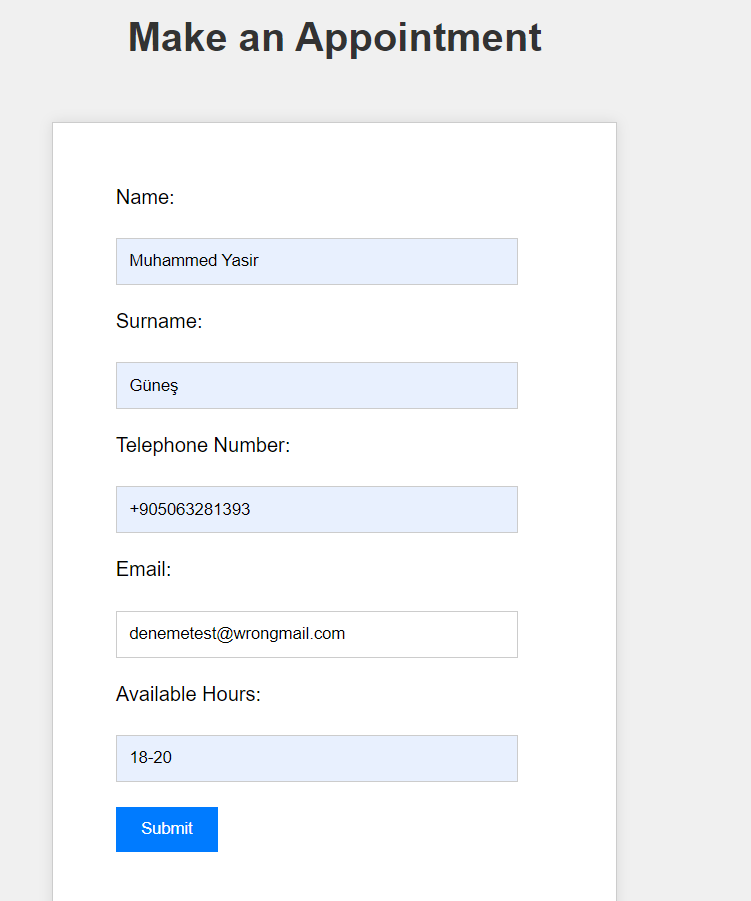 Make an Appointment
Name:
Muhammed Yasir
Surname:
Güneş
Telephone Number:
+905063281393
Email:
denemetest@wrongmail.com
Available Hours:
18-20
Submit